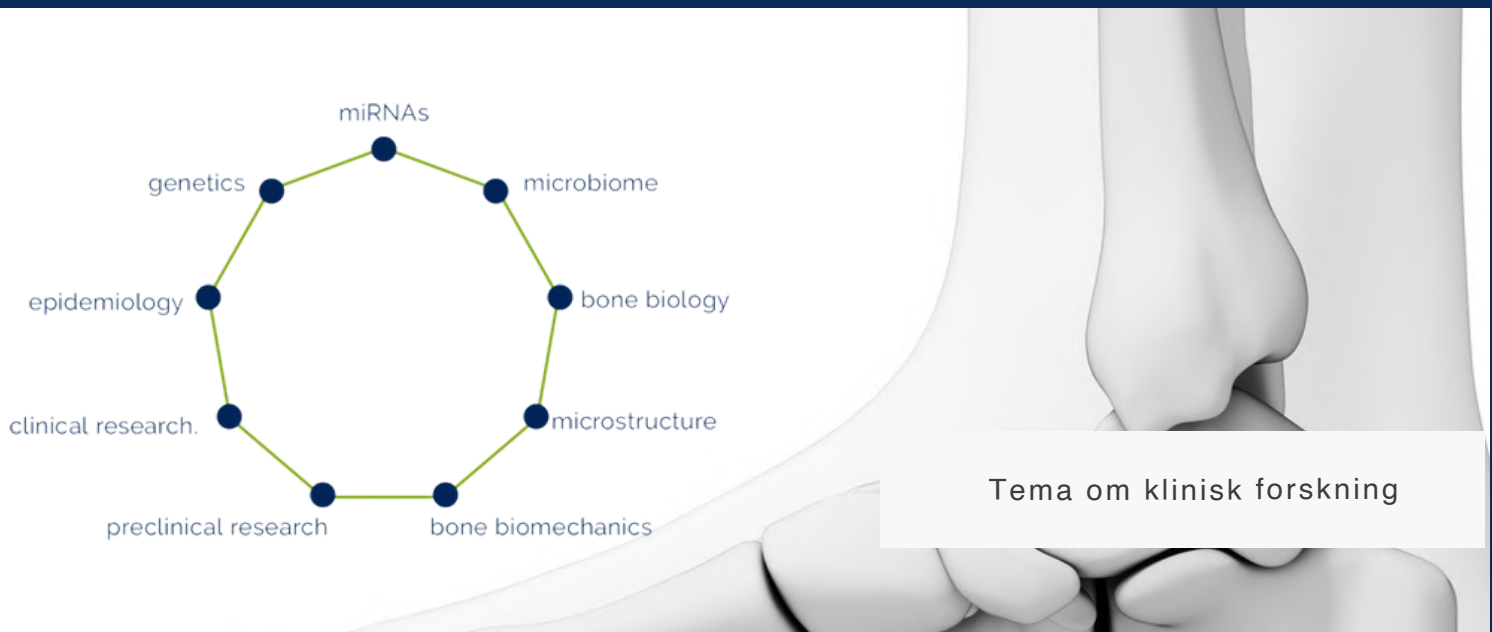 miRNAs
genetics
microbiome
epidemiology
bone biology
clinical research.
microstructure
preclinical research
bone biomechanics
Tema om klinisk forskning